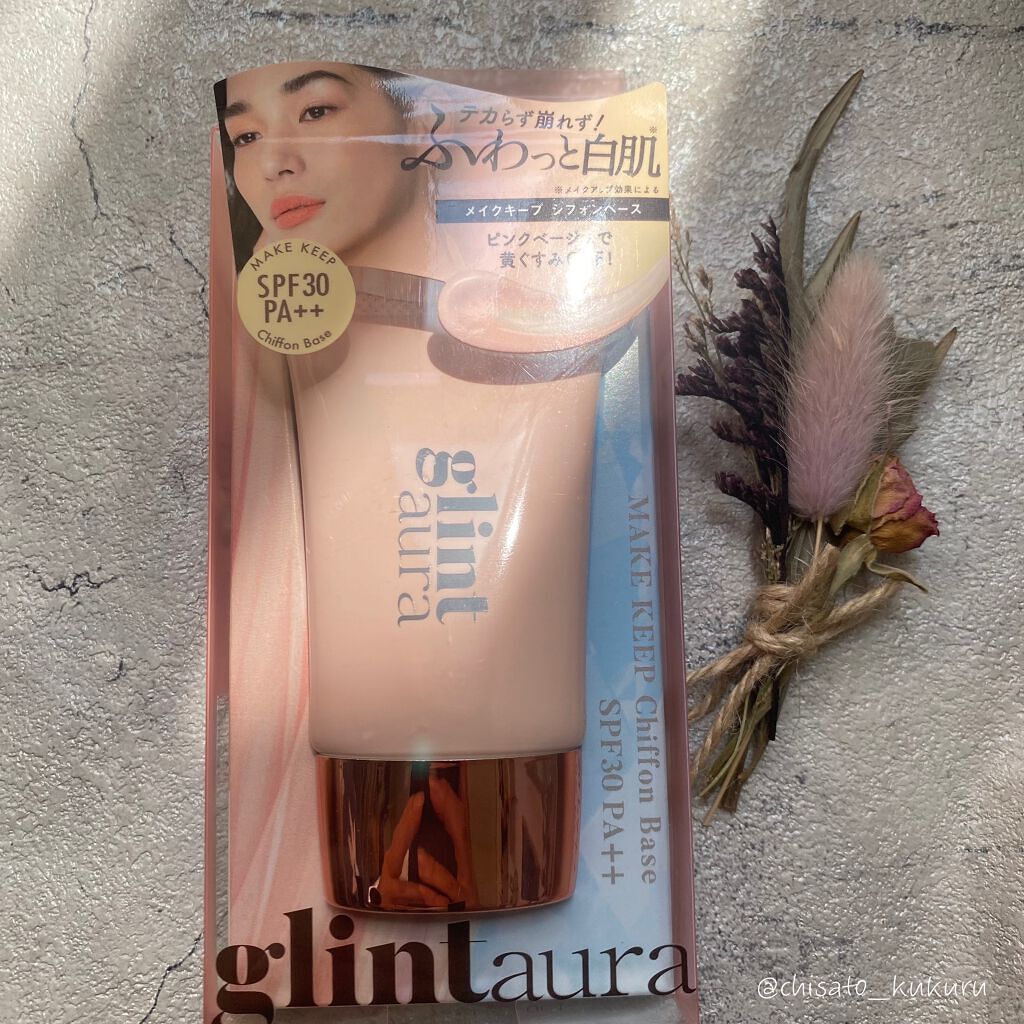 テカらず崩れず!
ふわっと白肌※
※メイクアップ効果による
メイクキープ シフォンベース
ピンクベージュで
黄ぐすみOFF!
MAKE KEEP
SPF30
PA++
Chiffon Base
glint
aura
MAKE KEEP Chiffon Base
SPF30 PA++
glintaura
@chisato_kukuru